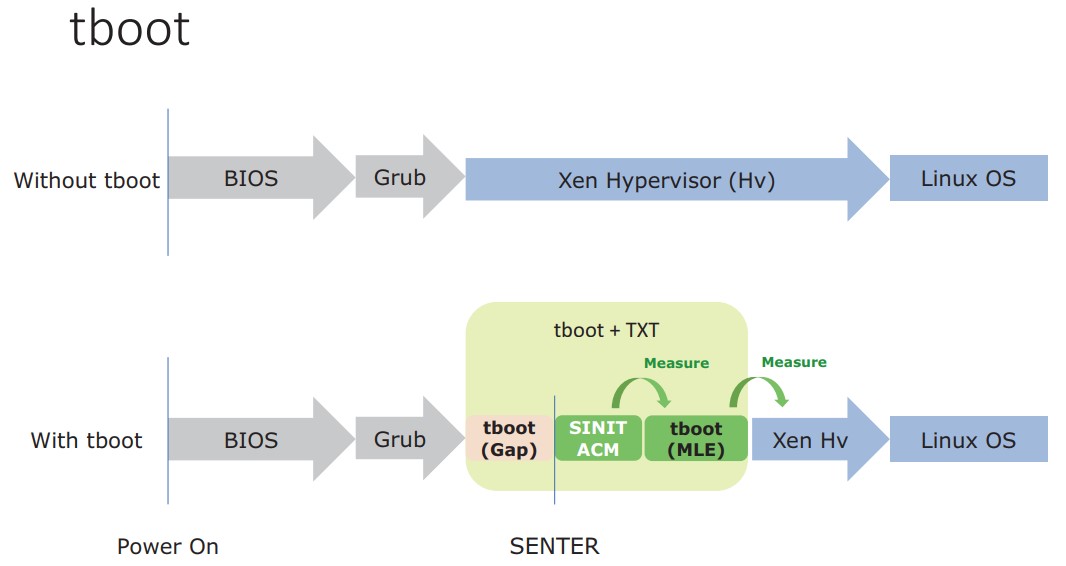 tboot
Without tboot
BIOS
Grub
Xen Hypervisor (Hv)
Linux OS
tboot + TXT
Measure
Measure
With tboot
BIOS
Grub
tboot
(Gap)
SINIT
ACM
tboot
(MLE)
Xen Hv
Linux OS
Power On
SENTER